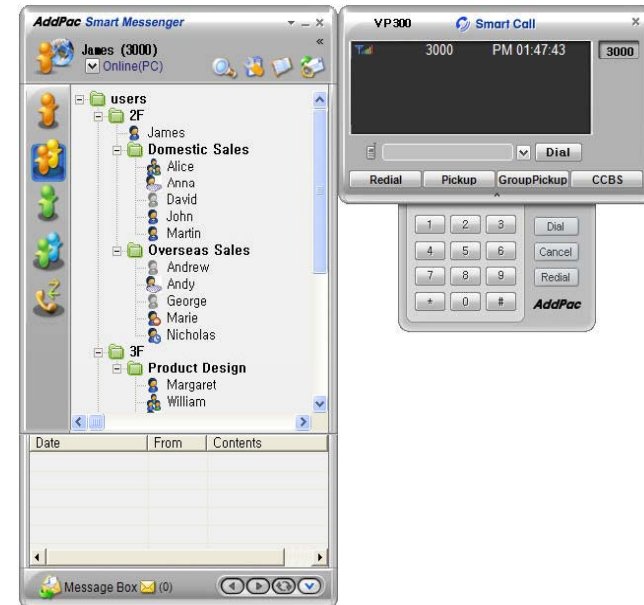 AddPac Smart Messenger
James (3000)
Online(PC)
users
2F
James
Domestic Sales
Alice
Anna
David
John
Martin
Overseas Sales
Andrew
Andy
George
Marie
Nicholas
3F
Product Design
Margaret
William
Date From Contents
Message Box (0)
VP300 Smart Call
3000 PM 01:47:43 3000
Dial
Redial Pickup GroupPickup CCBS
1 2 3 Dial
4 5 6 Cancel
7 8 9 Redial
* 0 # AddPac